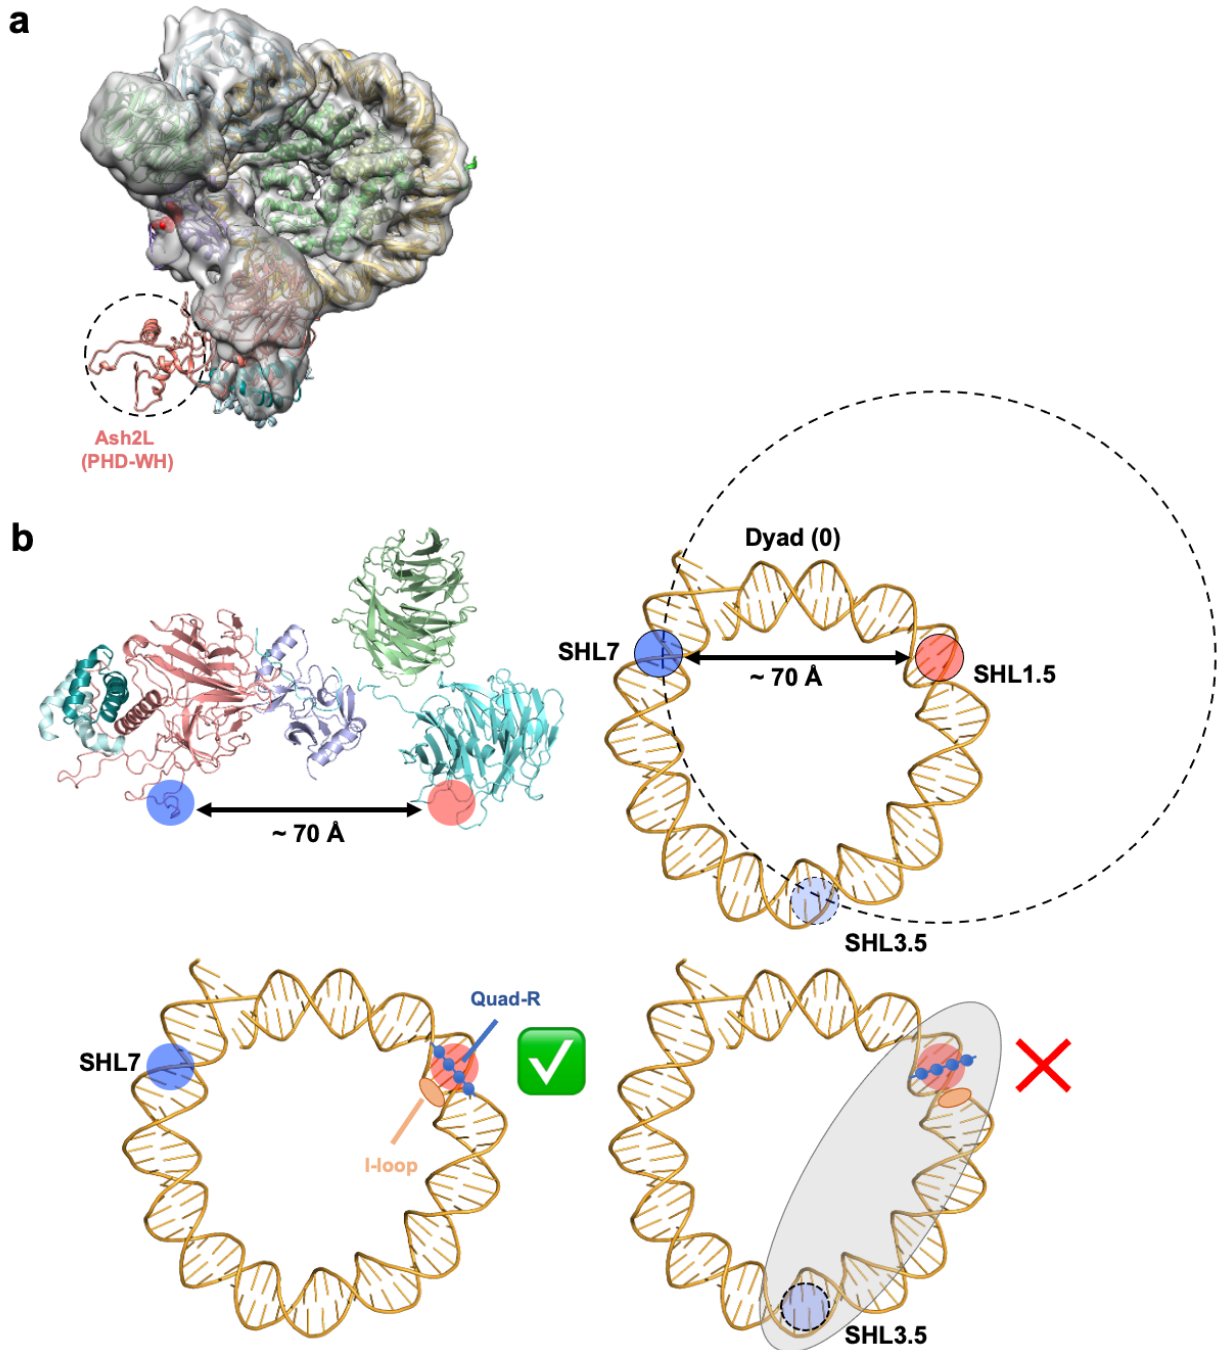 a
Ash2L
(PHD-WH)
b
Dyad (0)
SHL7
~ 70 Å
SHL1.5
~ 70 Å
SHL3.5
Quad-R
SHL7
I-loop
SHL3.5